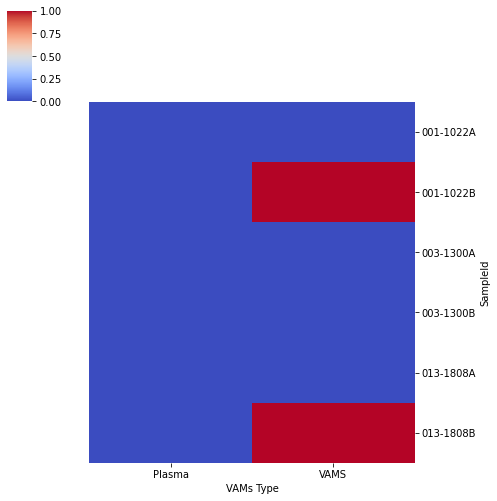 1.00
0.75
0.50
0.25
0.00
001-1022A
001-1022B
003-1300A
003-1300B
013-1808A
013-1808B
SampleId
Plasma VAMS
VAMs Type